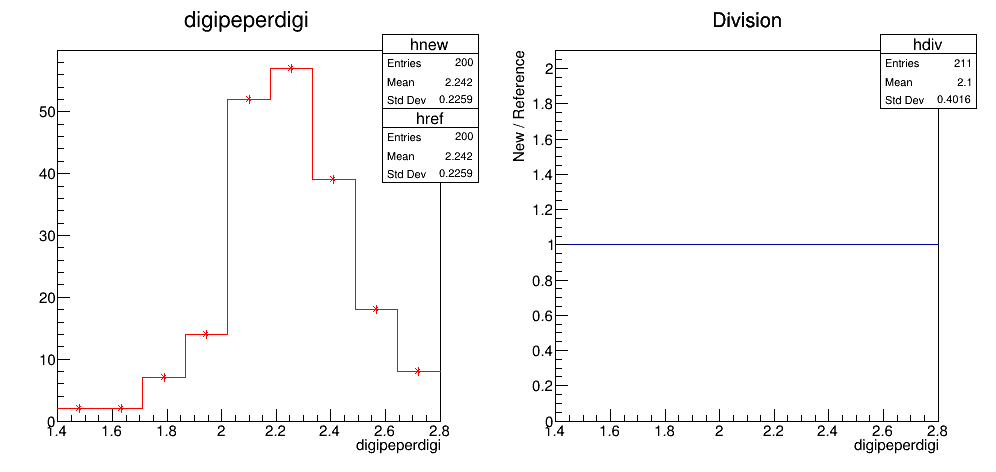 digipeperdigi
hnew
Entries 200
Mean 2.242
Std Dev 0.2259
href
Entries 200
Mean 2.242
Std Dev 0.2259
50
40
30
20
10
0
1.4 1.6 1.8 2 2.2 2.4 2.6 2.8
digipeperdigi
Division
hdiv
Entries 211
Mean 2.1
Std Dev 0.4016
New / Reference
2
1.8
1.6
1.4
1.2
1
0.8
0.6
0.4
0.2
0
1.4 1.6 1.8 2 2.2 2.4 2.6 2.8
digipeperdigi